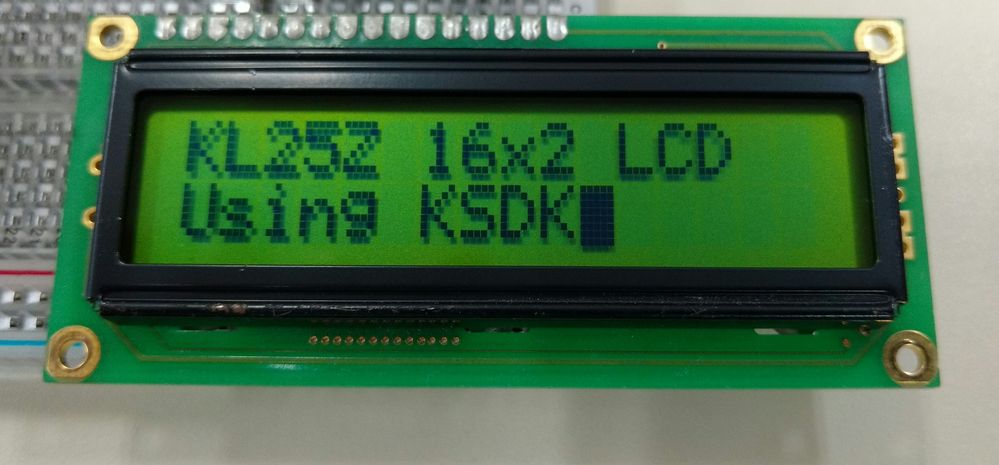 KL25Z 16x2 LCD
Using KSDK